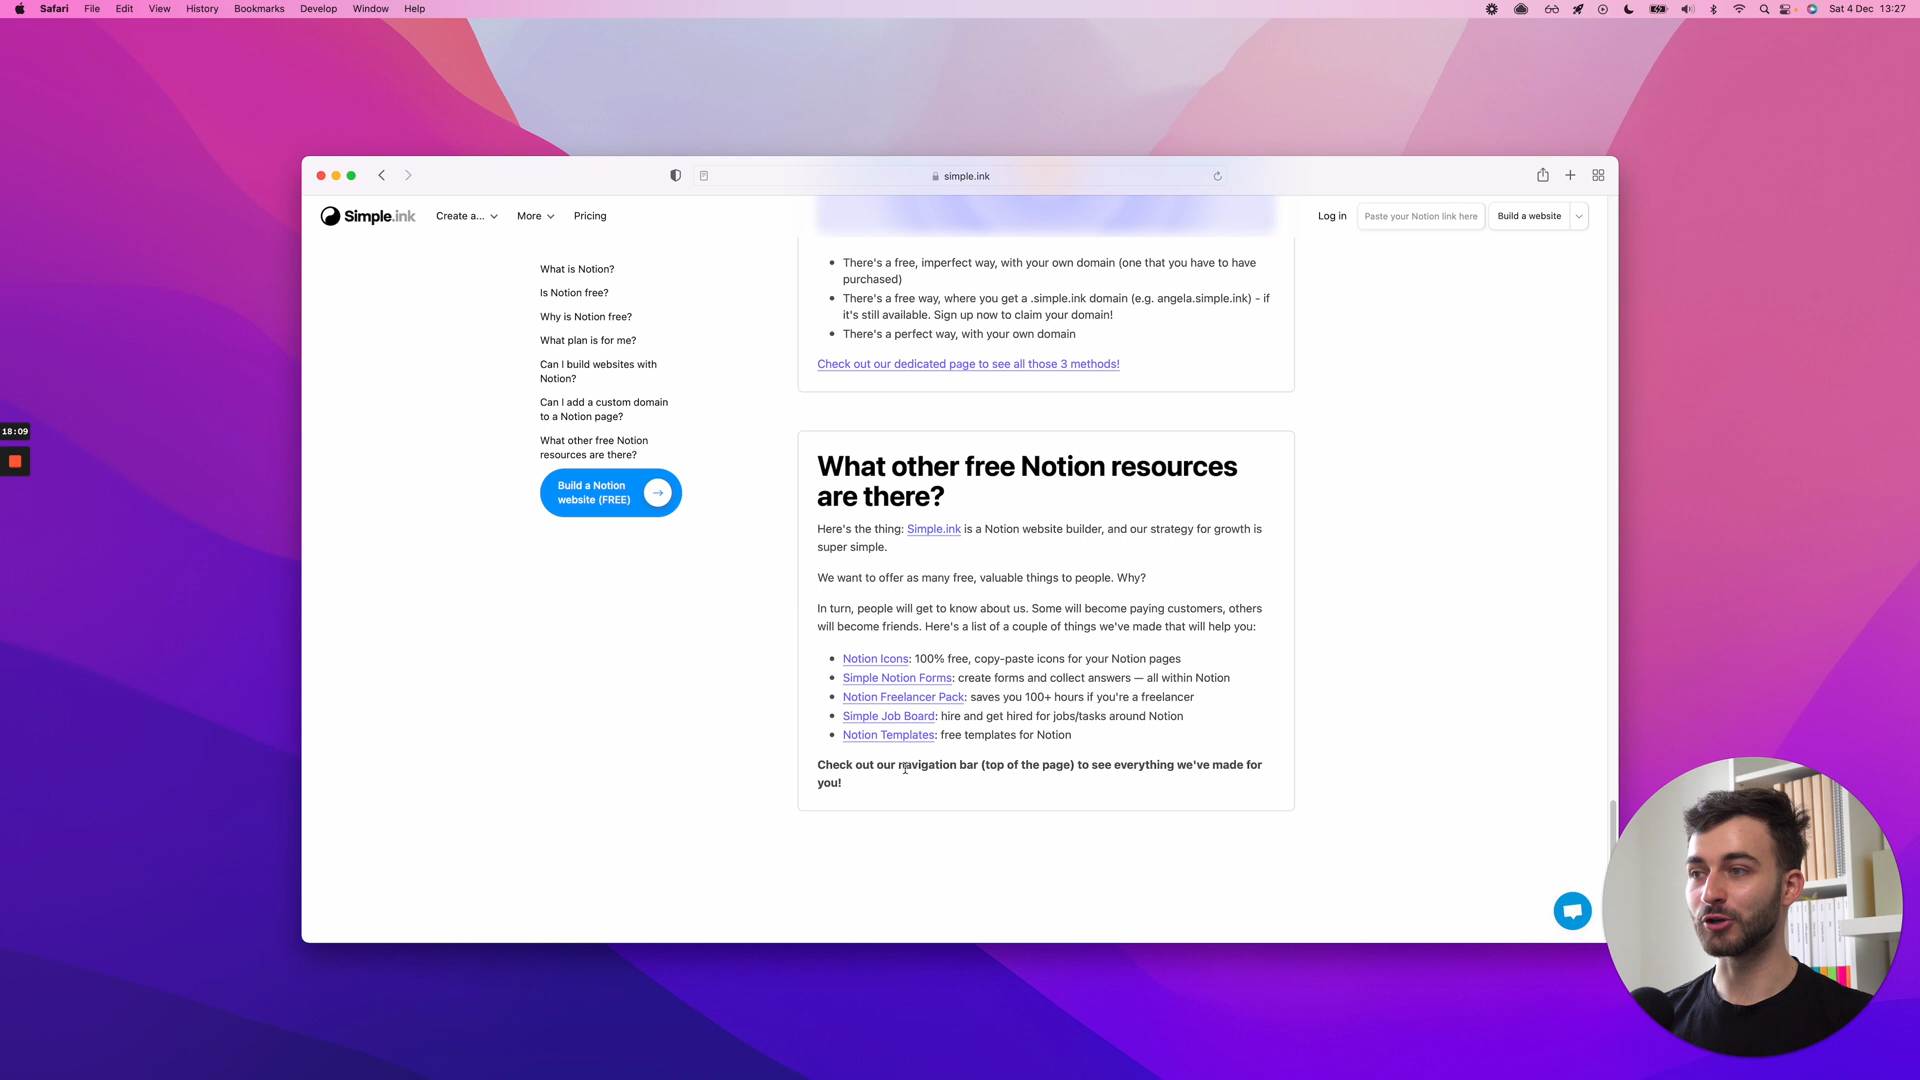 Safari File Edit View History Bookmarks Develop Window Help
Sat 4 Dec 13:27
simple.ink
Simple.ink
Create a...
More
Pricing
Log in
Paste your Notion link here
Build a website
What is Notion?
Is Notion free?
Why is Notion free?
What plan is for me?
Can I build websites with
Notion?
Can I add a custom domain
to a Notion page?
What other free Notion
resources are there?
Build a Notion
website (FREE)
18:09
There's a free, imperfect way, with your own domain (one that you have to have
purchased)
There's a free way, where you get a .simple.ink domain (e.g. angela.simple.ink) - if
it's still available. Sign up now to claim your domain!
There's a perfect way, with your own domain
Check out our dedicated page to see all those 3 methods!
What other free Notion resources
are there?
Here's the thing: Simple.ink is a Notion website builder, and our strategy for growth is
super simple.
We want to offer as many free, valuable things to people. Why?
In turn, people will get to know about us. Some will become paying customers, others
will become friends. Here's a list of a couple of things we've made that will help you:
Notion Icons: 100% free, copy-paste icons for your Notion pages
Simple Notion Forms: create forms and collect answers — all within Notion
Notion Freelancer Pack: saves you 100+ hours if you're a freelancer
Simple Job Board: hire and get hired for jobs/tasks around Notion
Notion Templates: free templates for Notion
Check out our navigation bar (top of the page) to see everything we've made for
you!